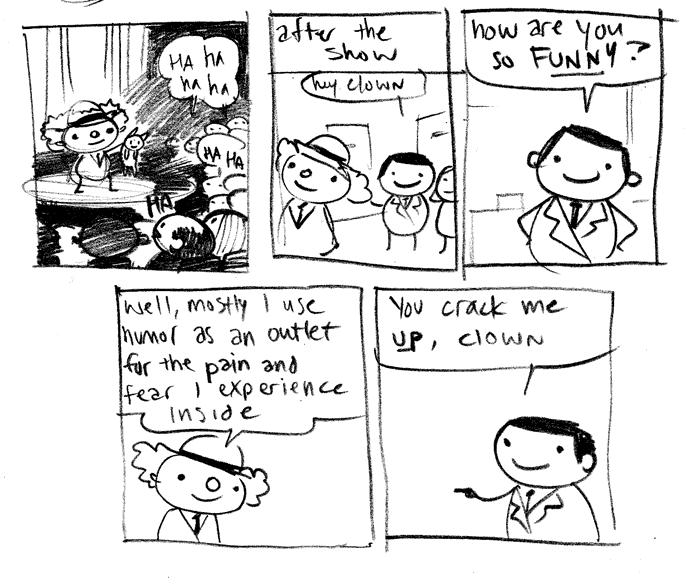 HA ha
ha ha
HA HA
HA
after the
show
hey clown
how are you
so FUNNY?
Well, mostly I use
humor as an outlet
for the pain and
fear I experience
inside
You crack me
UP, clown